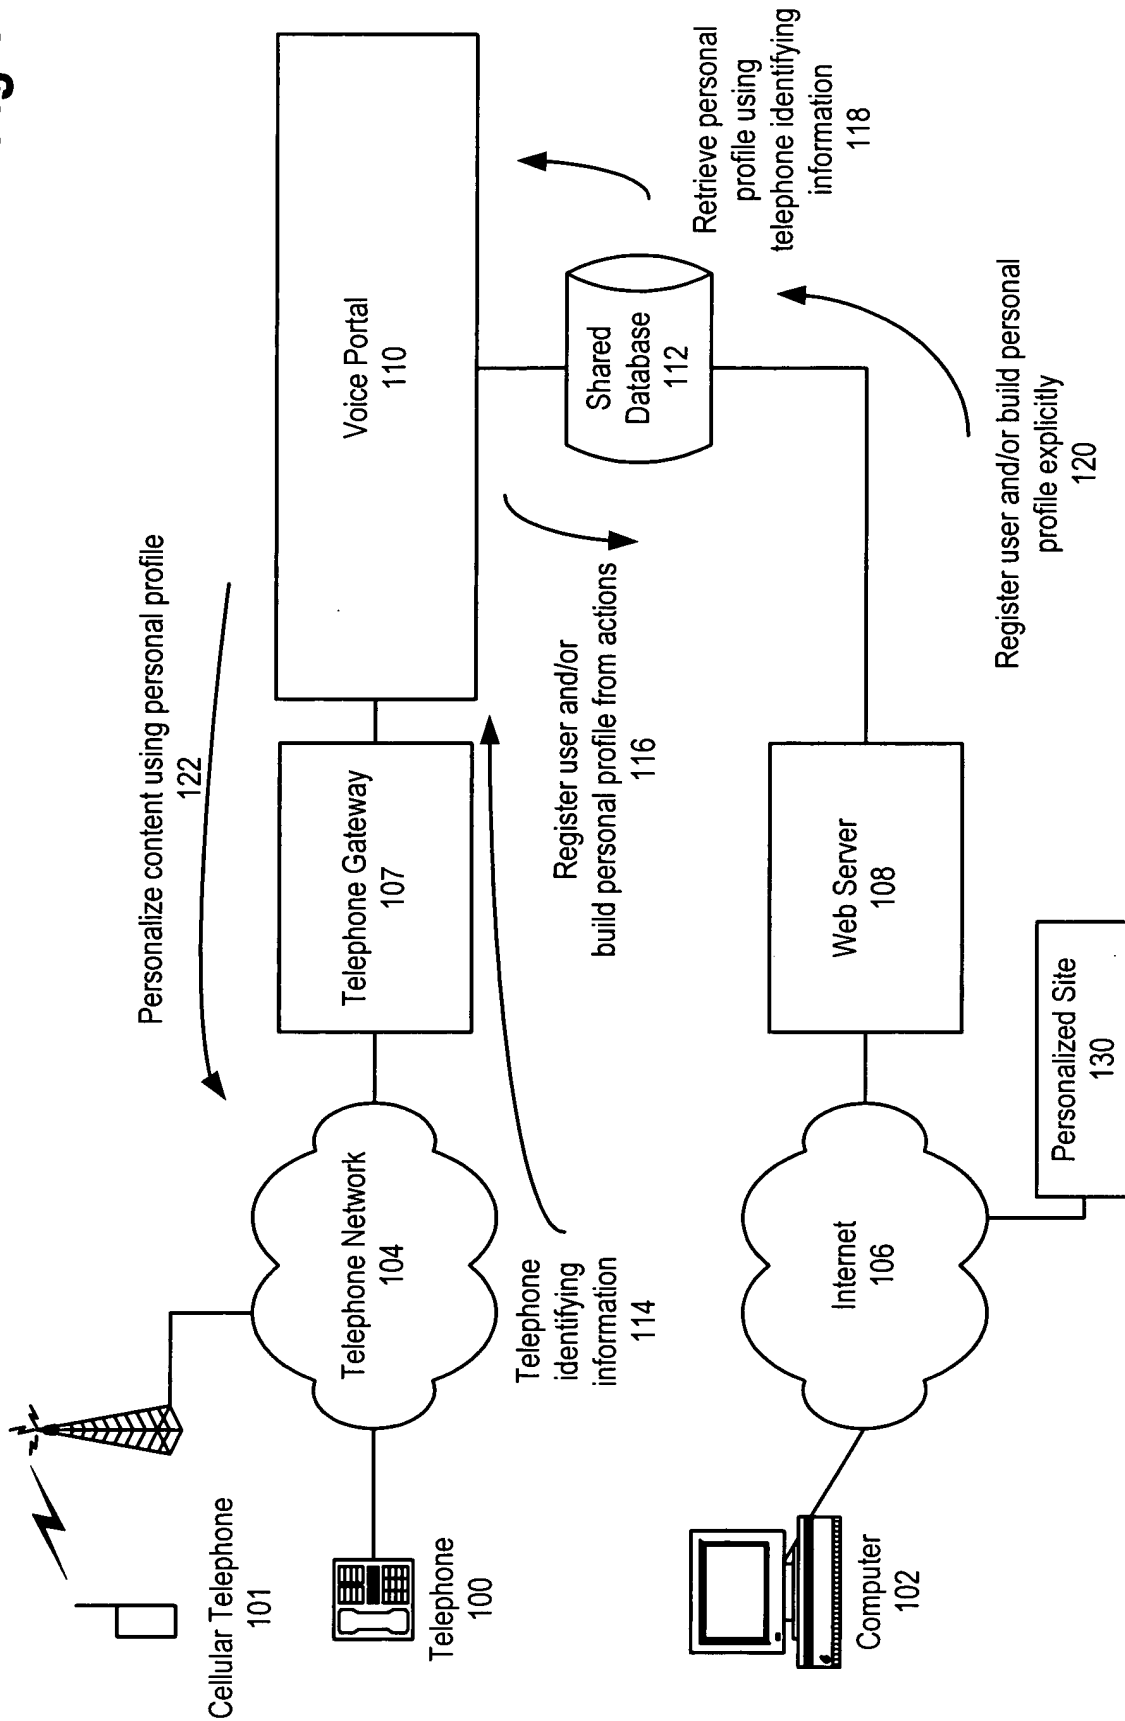 Personalize content using personal profile
122
Voice Portal
110
Retrieve personal
profile using
telephone identifying
information
118
Shared
Database
112
Telephone Gateway
107
Register user and/or
build personal profile from actions
116
Register user and/or build personal
profile explicitly
120
Cellular Telephone
101
Telephone
100
Telephone Network
104
Telephone
identifying
information
114
Web Server
108
Computer
102
Internet
106
Personalized Site
130